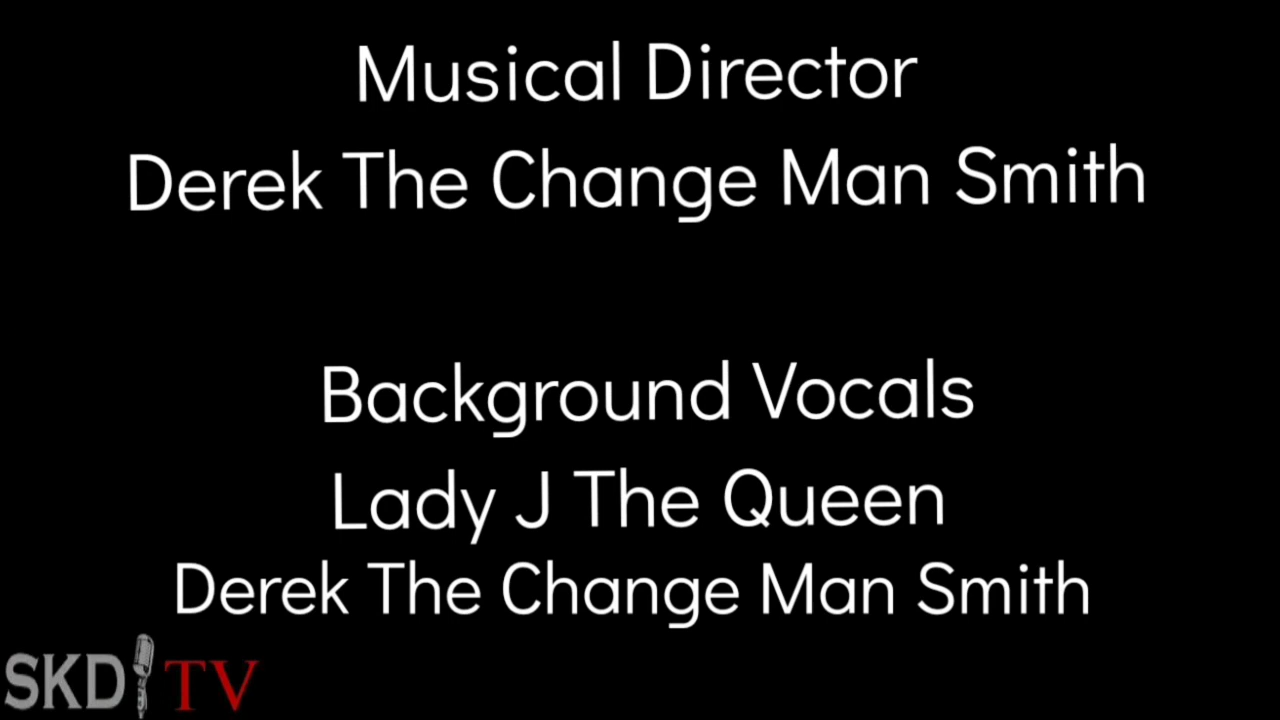 Musical Director
Derek The Change Man Smith
Background Vocals
Lady J The Queen
Derek The Change Man Smith
SKD TV